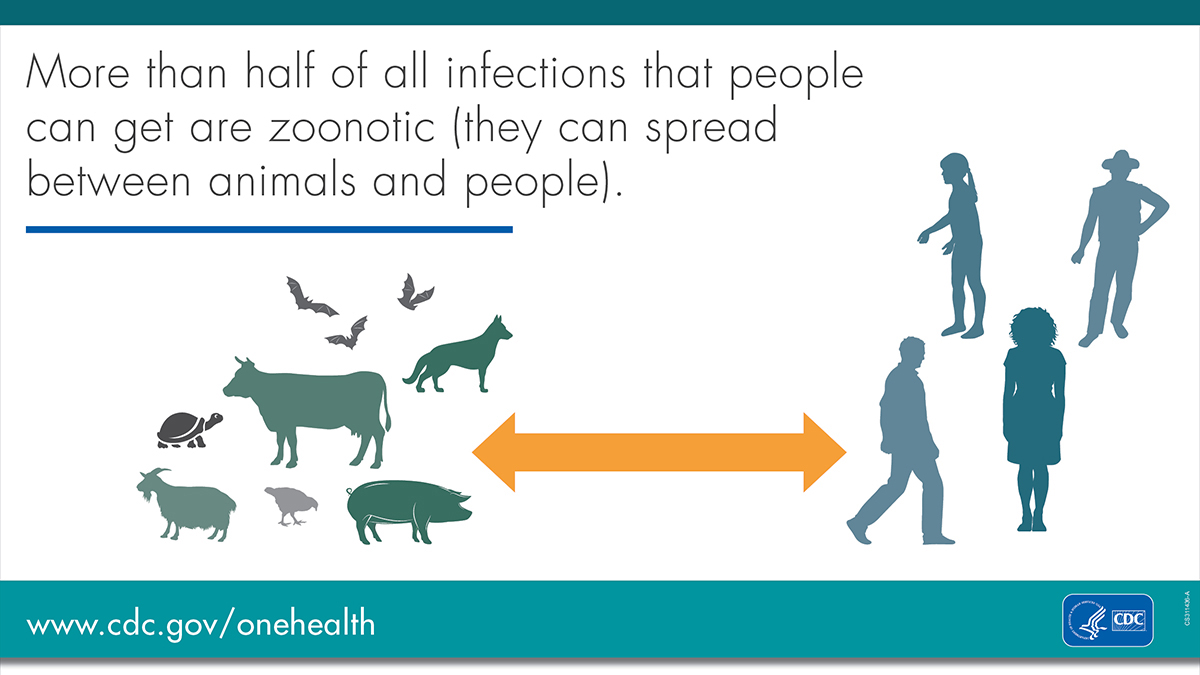 More than half of all infections that people
can get are zoonotic (they can spread
between animals and people).
www.cdc.gov/onehealth
CDC
CS311436-A